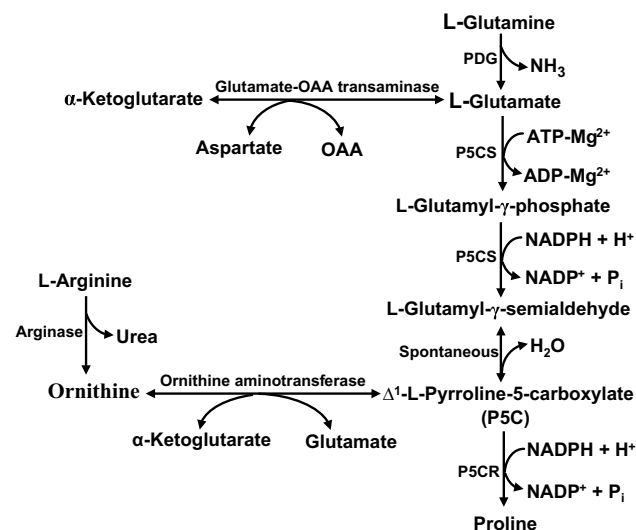 L-Glutamine
PDG
NH₃
Glutamate-OAA transaminase
α-Ketoglutarate
L-Glutamate
Aspartate
OAA
P5CS
ATP-Mg²⁺
ADP-Mg²⁺
L-Glutamyl-γ-phosphate
P5CS
NADPH + H⁺
NADP⁺ + Pᵢ
L-Arginine
L-Glutamyl-γ-semialdehyde
Arginase
Urea
Spontaneous
H₂O
Ornithine
Ornithine aminotransferase
Δ¹-L-Pyrroline-5-carboxylate
(P5C)
α-Ketoglutarate
Glutamate
P5CR
NADPH + H⁺
NADP⁺ + Pᵢ
Proline